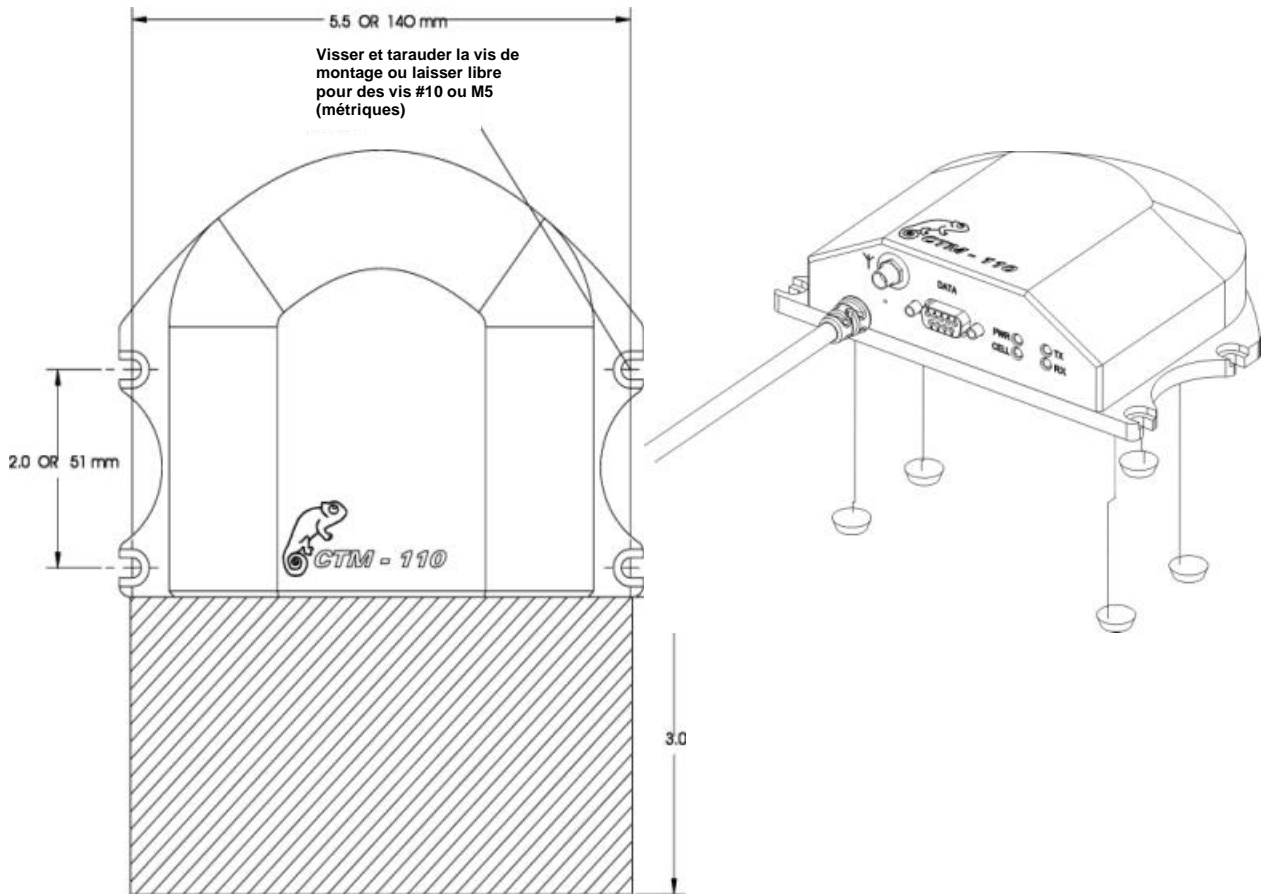 5.5 OR 140 mm
Visser et tarauder la vis de
montage ou laisser libre
pour des vis #10 ou M5
(métriques)
2.0 OR 51 mm
CTM - 110
3.0
CTM - 110
DATA
PWR
CELL
TX
RX